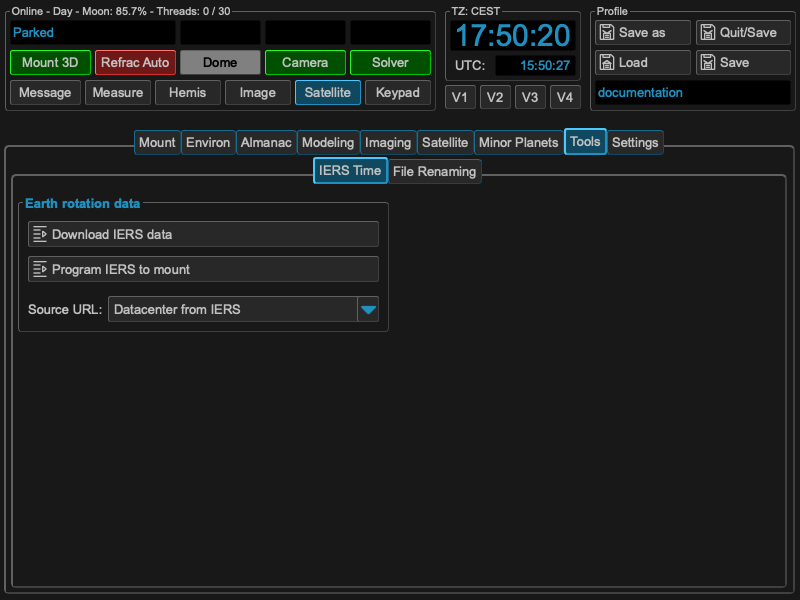 Online - Day - Moon: 85.7% - Threads: 0 / 30
TZ: CEST
Profile
Parked
17:50:20
Save as
Quit/Save
Mount 3D
Refrac Auto
Dome
Camera
Solver
UTC:
15:50:27
Load
Save
Message
Measure
Hemis
Image
Satellite
Keypad
V1
V2
V3
V4
documentation
Mount
Environ
Almanac
Modeling
Imaging
Satellite
Minor Planets
Tools
Settings
IERS Time
File Renaming
Earth rotation data
Download IERS data
Program IERS to mount
Source URL:
Datacenter from IERS